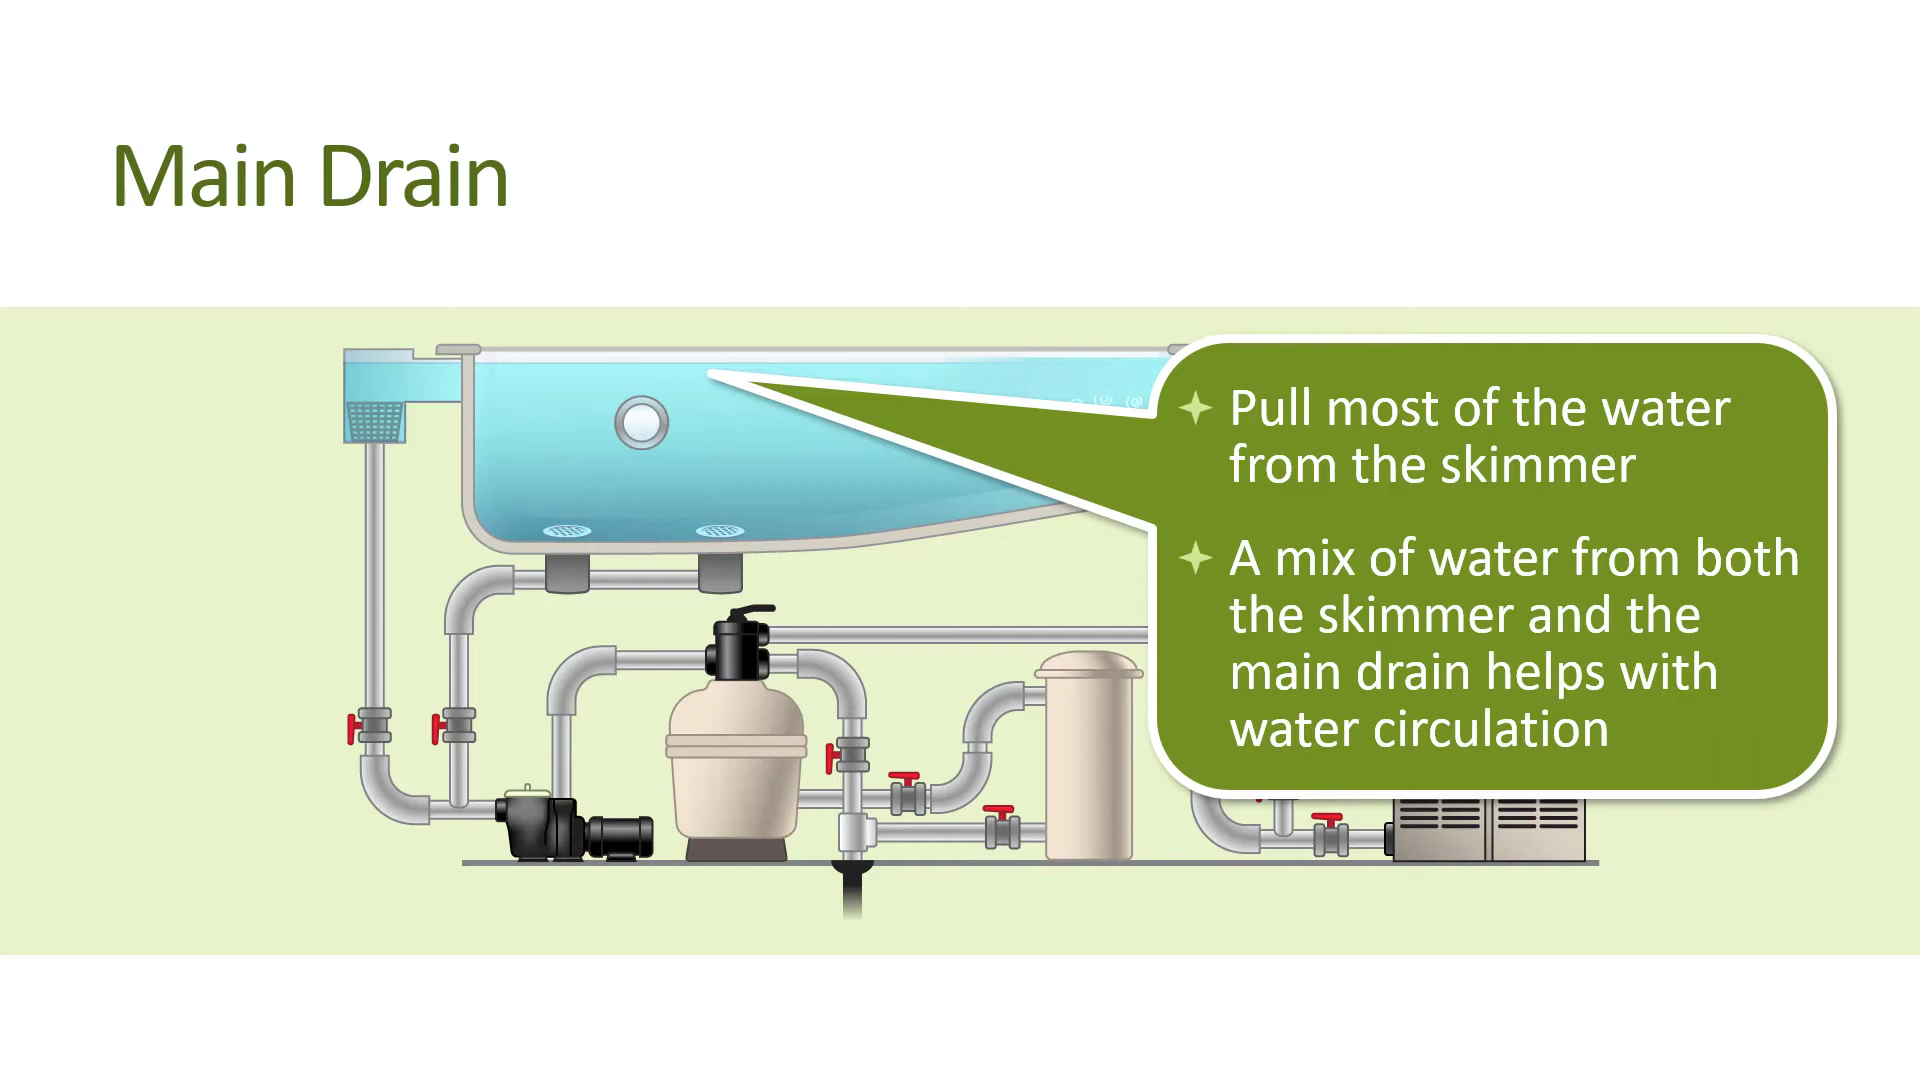 Main Drain
Pull most of the water
from the skimmer
A mix of water from both
the skimmer and the
main drain helps with
water circulation